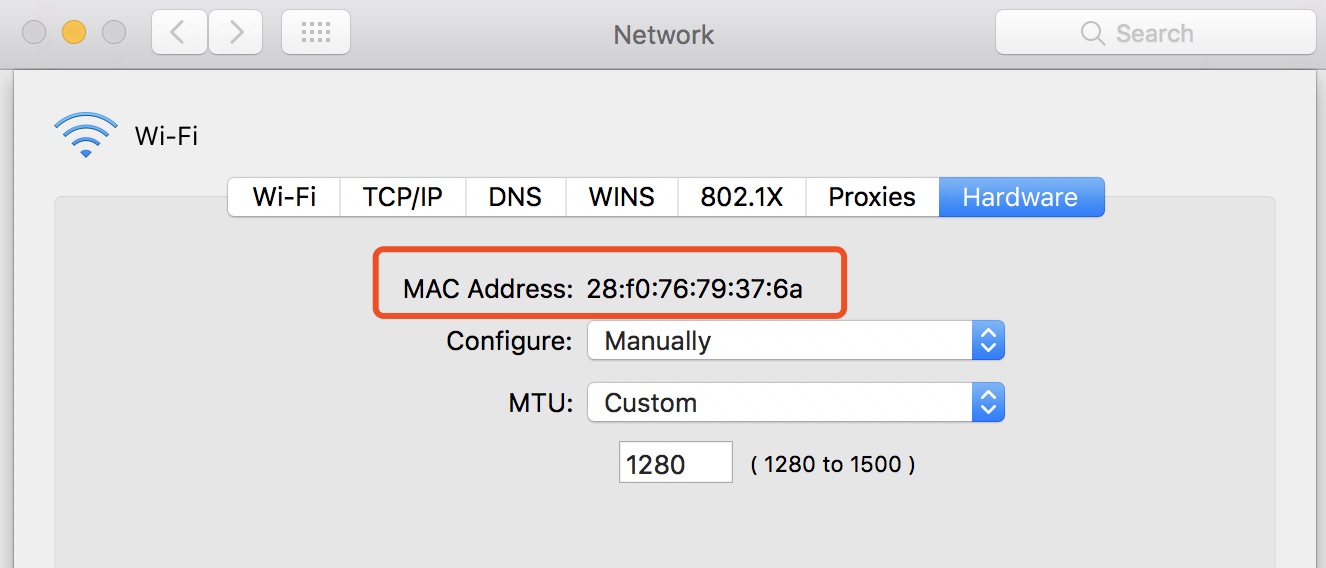 Network
Search
Wi-Fi
Wi-Fi TCP/IP DNS WINS 802.1X Proxies Hardware
MAC Address: 28:f0:76:79:37:6a
Configure: Manually
MTU: Custom
1280 ( 1280 to 1500 )